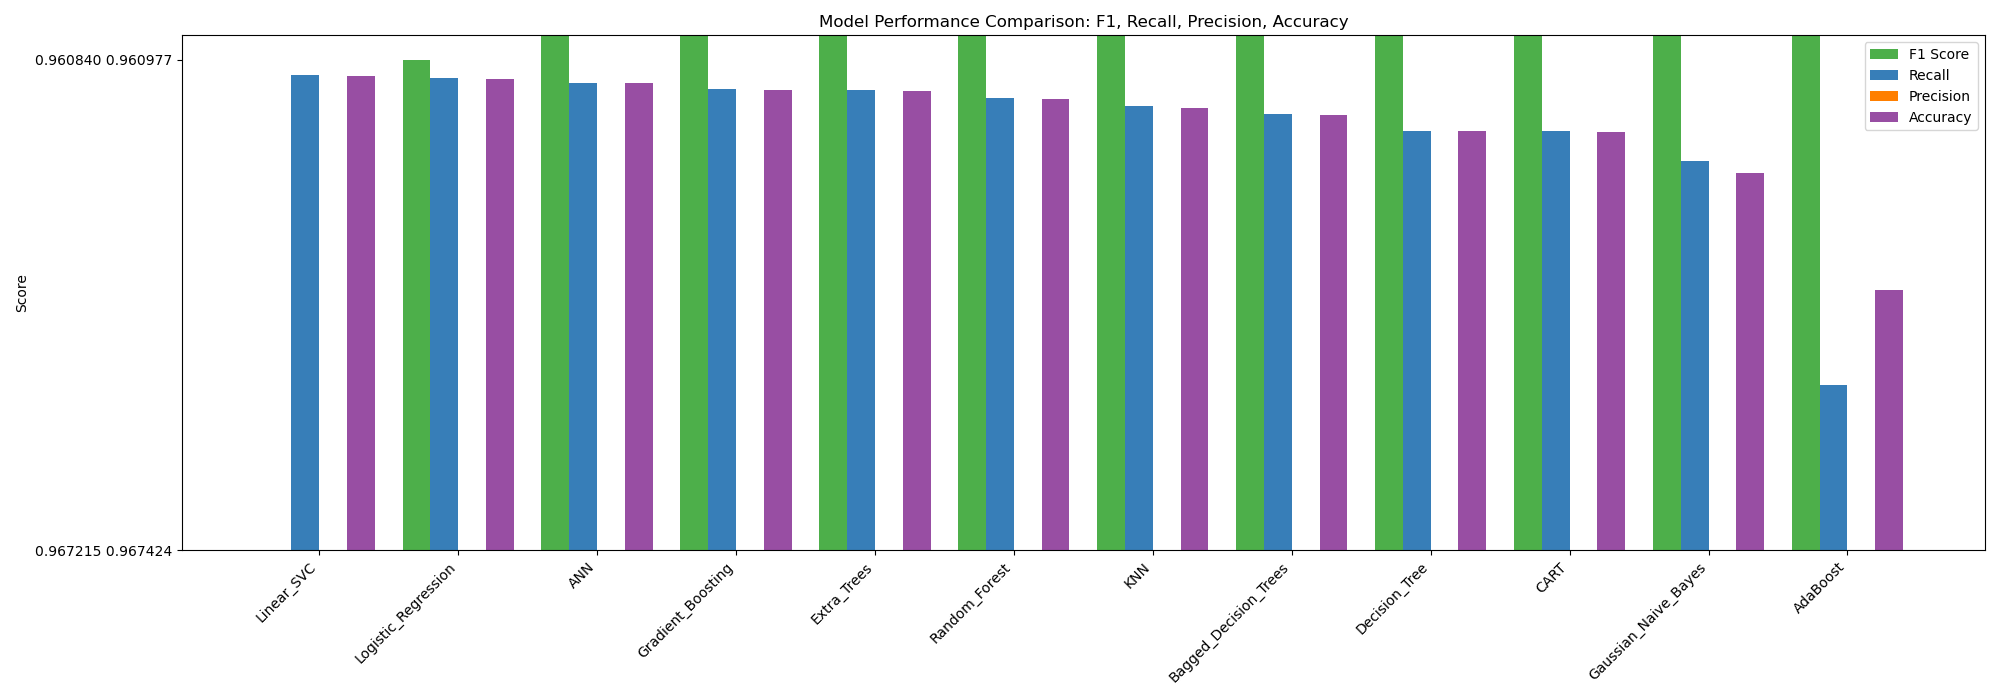 Model Performance Comparison: F1, Recall, Precision, Accuracy
0.960840 0.960977
0.967215 0.967424
Score
F1 Score
Recall
Precision
Accuracy
Linear_SVC
Logistic_Regression
ANN
Gradient_Boosting
Extra_Trees
Random_Forest
KNN
Bagged_Decision_Trees
Decision_Tree
CART
Gaussian_Naive_Bayes
AdaBoost